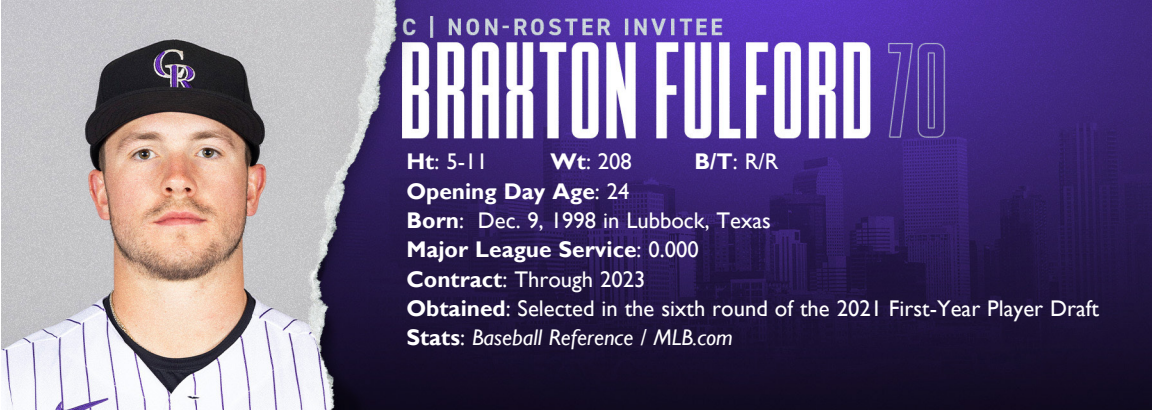 CR
C | NON-ROSTER INVITEE
BRAXTON FULFORD 70
Ht: 5-11 Wt: 208 B/T: R/R
Opening Day Age: 24
Born: Dec. 9, 1998 in Lubbock, Texas
Major League Service: 0.000
Contract: Through 2023
Obtained: Selected in the sixth round of the 2021 First-Year Player Draft
Stats: Baseball Reference / MLB.com